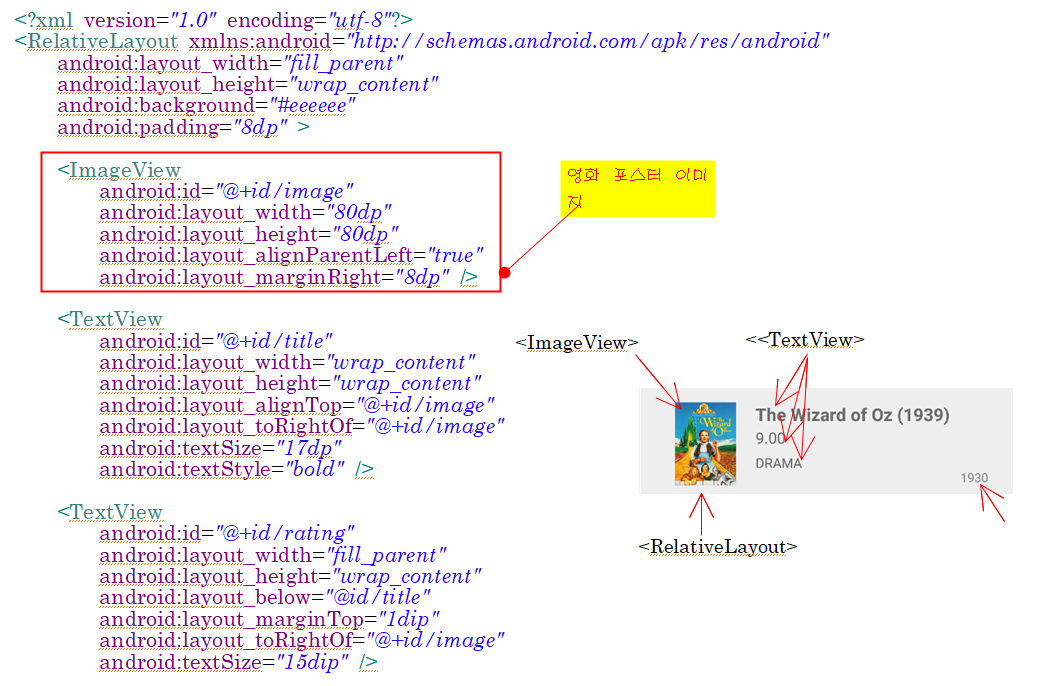 <?xml version="1.0" encoding="utf-8"?>
<RelativeLayout xmlns:android="http://schemas.android.com/apk/res/android"
android:layout_width="fill_parent"
android:layout_height="wrap_content"
android:background="#eeeeee"
android:padding="8dp" >
<ImageView
android:id="@+id/image"
android:layout_width="80dp"
android:layout_height="80dp"
android:layout_alignParentLeft="true"
android:layout_marginRight="8dp" />
영화 포스터 이미
지
<TextView
android:id="@+id/title"
android:layout_width="wrap_content"
android:layout_height="wrap_content"
android:layout_alignTop="@+id/image"
android:layout_toRightOf="@+id/image"
android:textSize="17dp"
android:textStyle="bold" />
<TextView
android:id="@+id/rating"
android:layout_width="fill_parent"
android:layout_height="wrap_content"
android:layout_below="@id/title"
android:layout_marginTop="1dip"
android:layout_toRightOf="@+id/image"
android:textSize="15dip" />
<ImageView>
<<TextView>
The Wizard of Oz (1939)
9.00
DRAMA
1930
<RelativeLayout>